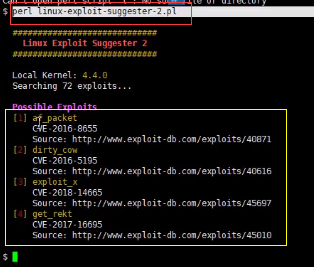 Can't open perl script "l": No such file or directory
$ perl linux-exploit-suggester-2.pl
#############################
Linux Exploit Suggester 2
#############################
Local Kernel: 4.4.0
Searching 72 exploits...
Possible Exploits
[1] af_packet
CVE-2016-8655
Source: http://www.exploit-db.com/exploits/40871
[2] dirty_cow
CVE-2016-5195
Source: http://www.exploit-db.com/exploits/40616
[3] exploit_x
CVE-2018-14665
Source: http://www.exploit-db.com/exploits/45697
[4] get_rekt
CVE-2017-16695
Source: http://www.exploit-db.com/exploits/45010
$